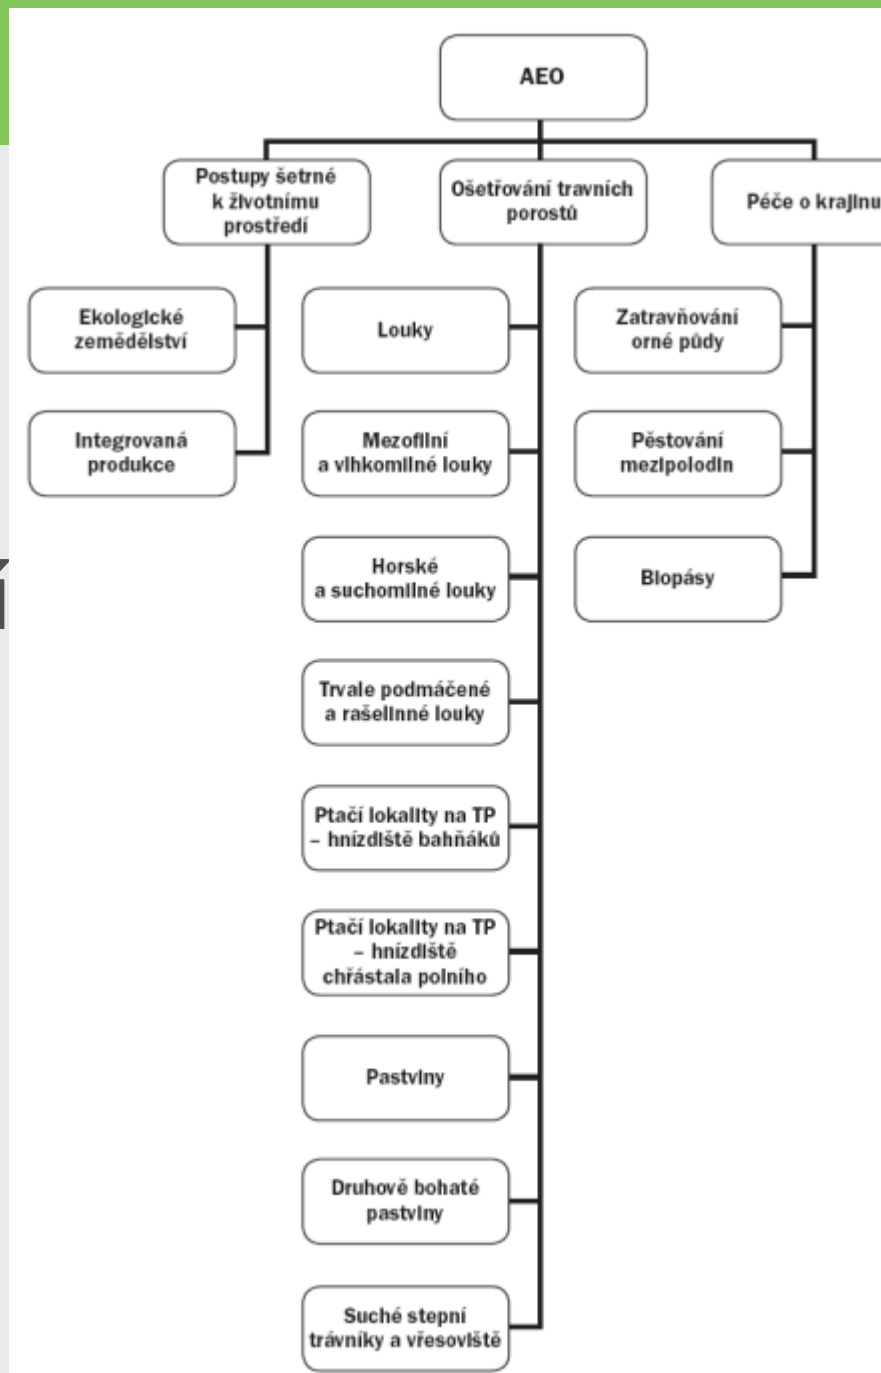 AEO
Postupy šetrné
k životnímu
prostředí
Ošetřování travních
porostů
Péče o krajinu
Ekologické
zemědělství
Integrovaná
produkce
Louky
Mezofilní
a vlhkomilné louky
Horské
a suchomilné louky
Trvale podmáčené
a rašelinné louky
Ptačí lokality na TP
– hnízdiště bahňáků
Ptačí lokality na TP
– hnízdiště
chřástala polního
Pastviny
Druhově bohaté
pastviny
Suché stepní
trávníky a vřesoviště
Zatravňování
orné půdy
Pěstování
meziplodin
Biopásy
Í